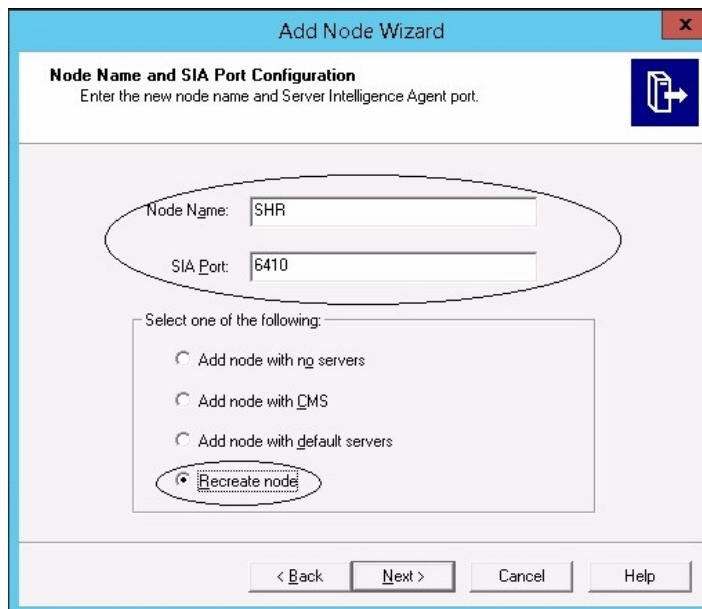 Add Node Wizard
x
Node Name and SIA Port Configuration
Enter the new node name and Server Intelligence Agent port.
Node Name: SHR
SIA Port: 6410
Select one of the following:
Add node with no servers
Add node with CMS
Add node with default servers
Recreate node
< Back Next > Cancel Help